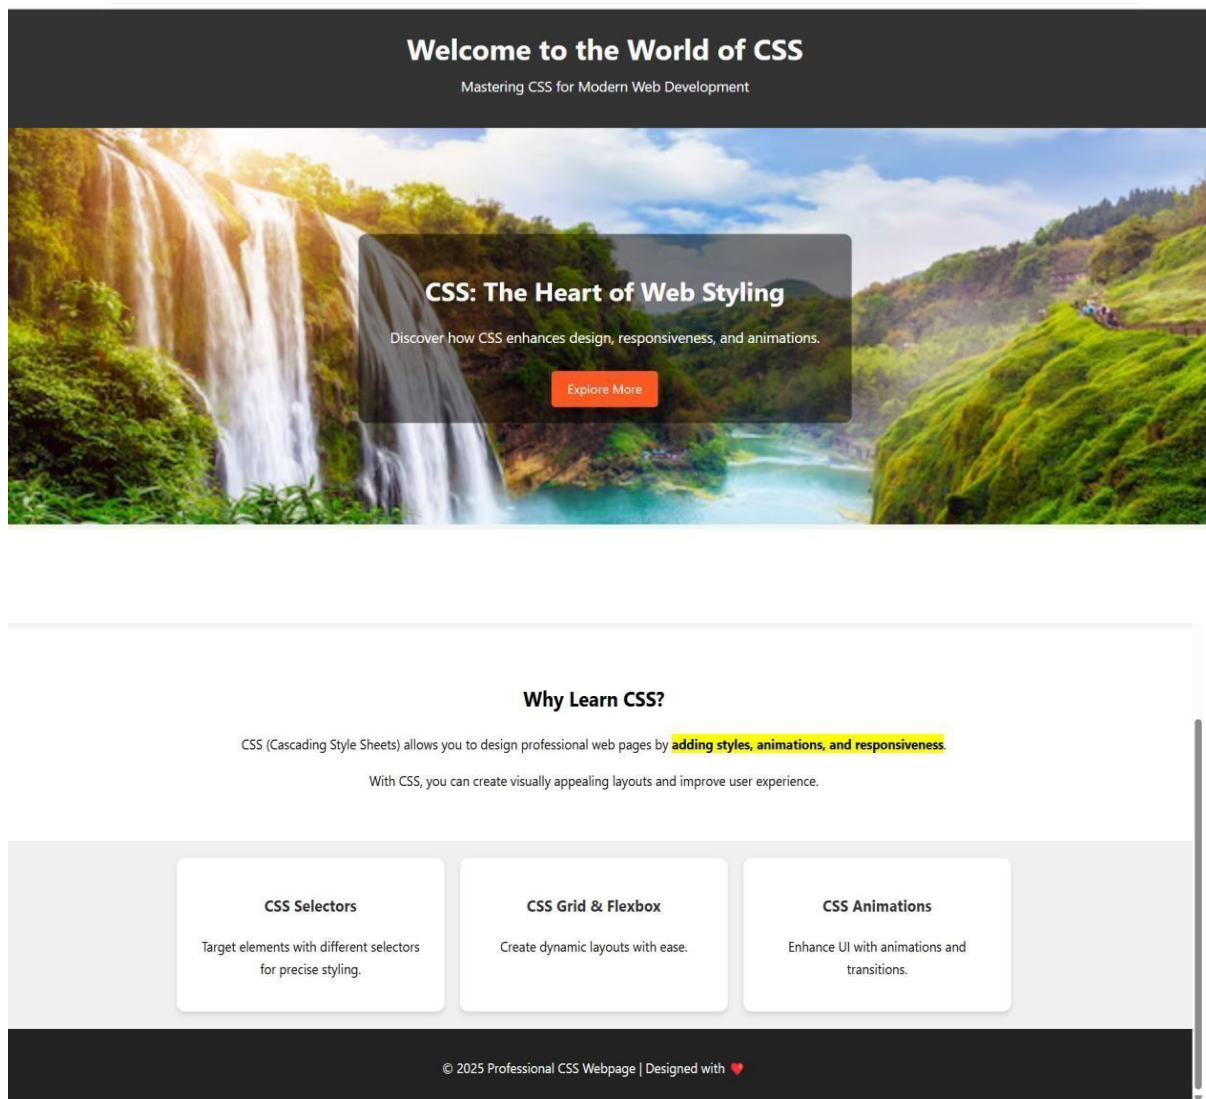 Welcome to the World of CSS
Mastering CSS for Modern Web Development
CSS: The Heart of Web Styling
Discover how CSS enhances design, responsiveness, and animations.
Explore More
Why Learn CSS?
CSS (Cascading Style Sheets) allows you to design professional web pages by adding styles, animations, and responsiveness.
With CSS, you can create visually appealing layouts and improve user experience.
CSS Selectors
Target elements with different selectors
for precise styling.
CSS Grid & Flexbox
Create dynamic layouts with ease.
CSS Animations
Enhance UI with animations and
transitions.
© 2025 Professional CSS Webpage | Designed with ❤️